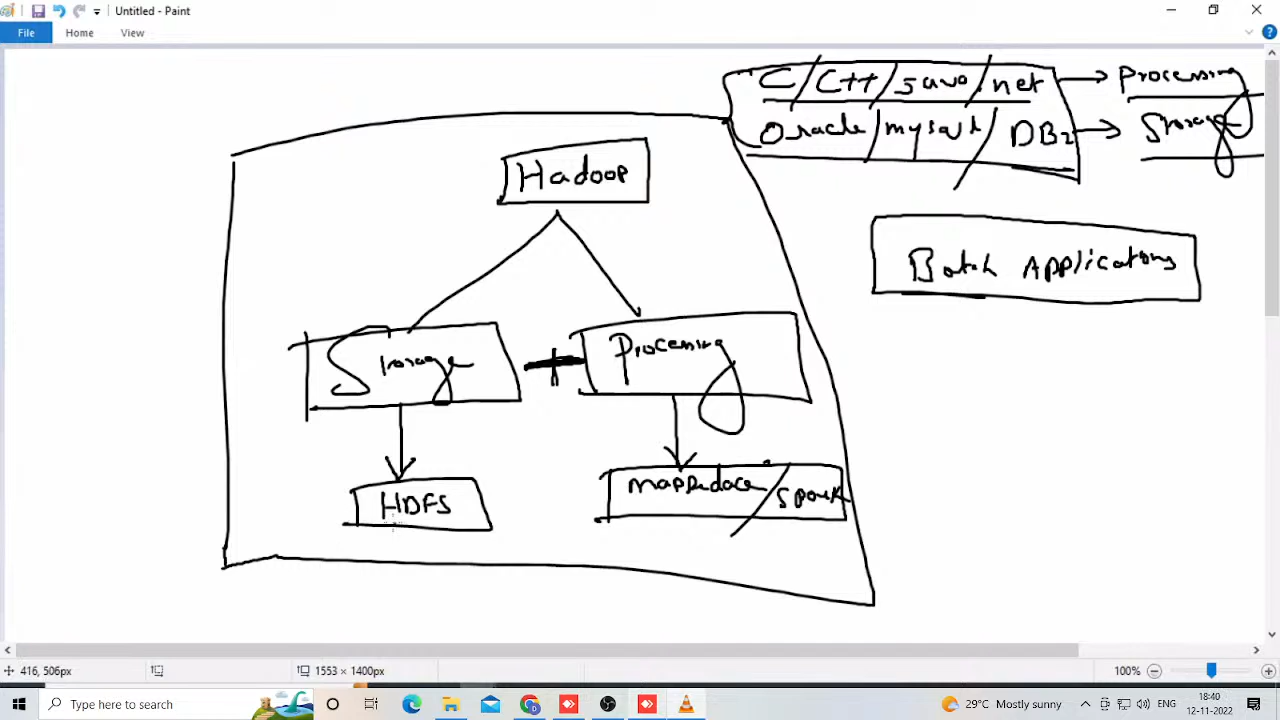 Untitled - Paint
File Home View
C/C++/Java/.net → Processing
Oracle/mysql/DB2 → Storage
Hadoop
Batch Applications
Storage + Processing
HDFS
mapreduce/spark
416, 506px
1553 × 1400px
100%
Type here to search
29°C Mostly sunny
ENG
18:40
12-11-2022